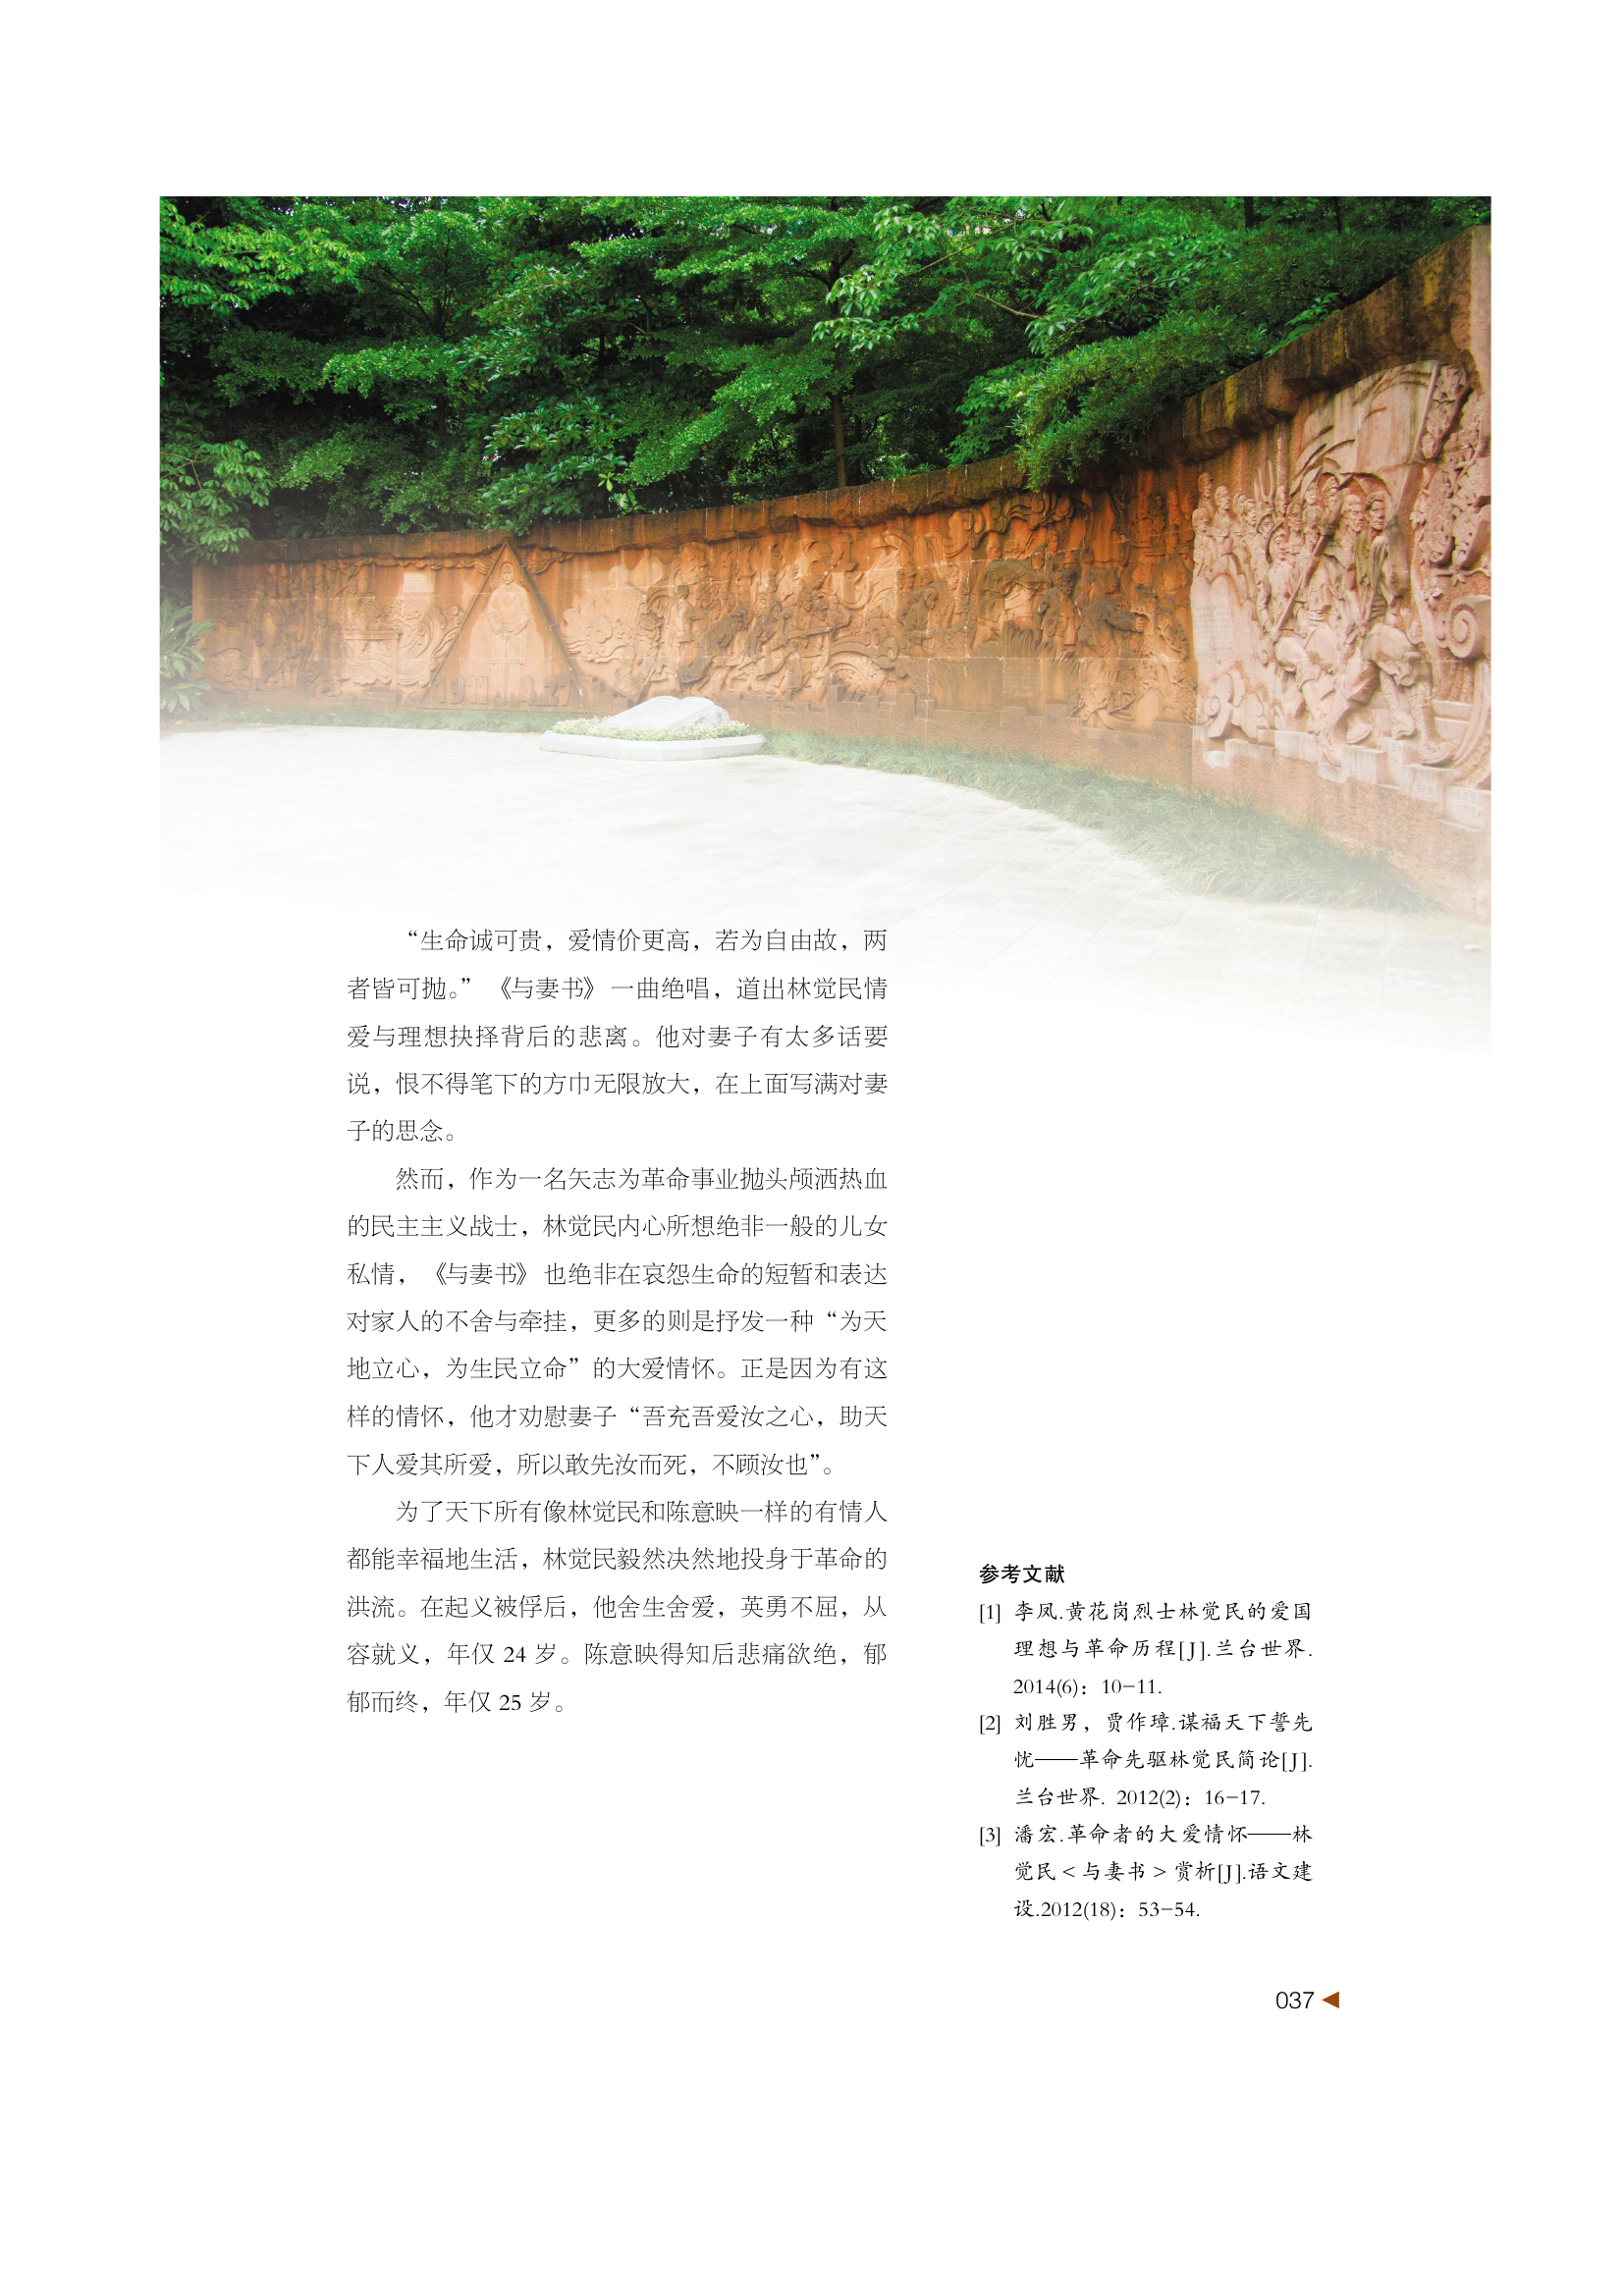 “生命诚可贵，爱情价更高，若为自由故，两
者皆可抛。”《与妻书》一曲绝唱，道出林觉民情
爱与理想抉择背后的悲离。他对妻子有太多话要
说，恨不得笔下的方巾无限放大，在上面写满对妻
子的思念。
然而，作为一名矢志为革命事业抛头颅洒热血
的民主主义战士，林觉民内心所想绝非一般的儿女
私情，《与妻书》也绝非在哀怨生命的短暂和表达
对家人的不舍与牵挂，更多的则是抒发一种“为天
地立心，为生民立命”的大爱情怀。正是因为有这
样的情怀，他才劝慰妻子“吾充吾爱汝之心，助天
下人爱其所爱，所以敢先汝而死，不顾汝也”。
为了天下所有像林觉民和陈意映一样的有情人
都能幸福地生活，林觉民毅然决然地投身于革命的
洪流。在起义被俘后，他舍生舍爱，英勇不屈，从
容就义，年仅 24 岁。陈意映得知后悲痛欲绝，郁
郁而终，年仅 25 岁。
参考文献
[1] 李凤.黄花岗烈士林觉民的爱国
理想与革命历程[J].兰台世界.
2014(6)：10-11.
[2] 刘胜男，贾作璋.谋福天下誓先
忧——革命先驱林觉民简论[J].
兰台世界. 2012(2)：16-17.
[3] 潘宏.革命者的大爱情怀——林
觉民<与妻书>赏析[J].语文建
设.2012(18)：53-54.
037